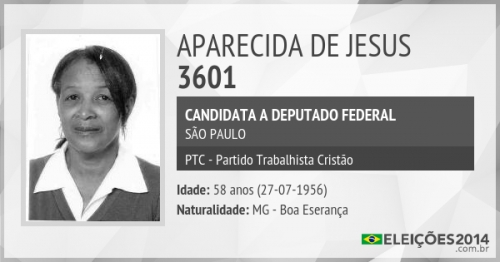 APARECIDA DE JESUS
3601
CANDIDATA A DEPUTADO FEDERAL
SÃO PAULO
PTC - Partido Trabalhista Cristão
Idade: 58 anos (27-07-1956)
Naturalidade: MG - Boa Eserança
ELEIÇÕES2014
.com.br